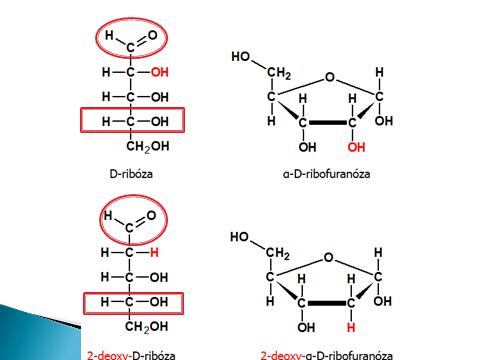 H O
C
H C OH
H C OH
H C OH
CH2OH
D-ribóza
HO
CH2 O H
C H H C
H C C OH
OH OH
α-D-ribofuranóza
H O
C
H C H
H C OH
H C OH
CH2OH
2-deoxy-D-ribóza
HO
CH2 O H
C H H C
H C C OH
OH H
2-deoxy-α-D-ribofuranóza